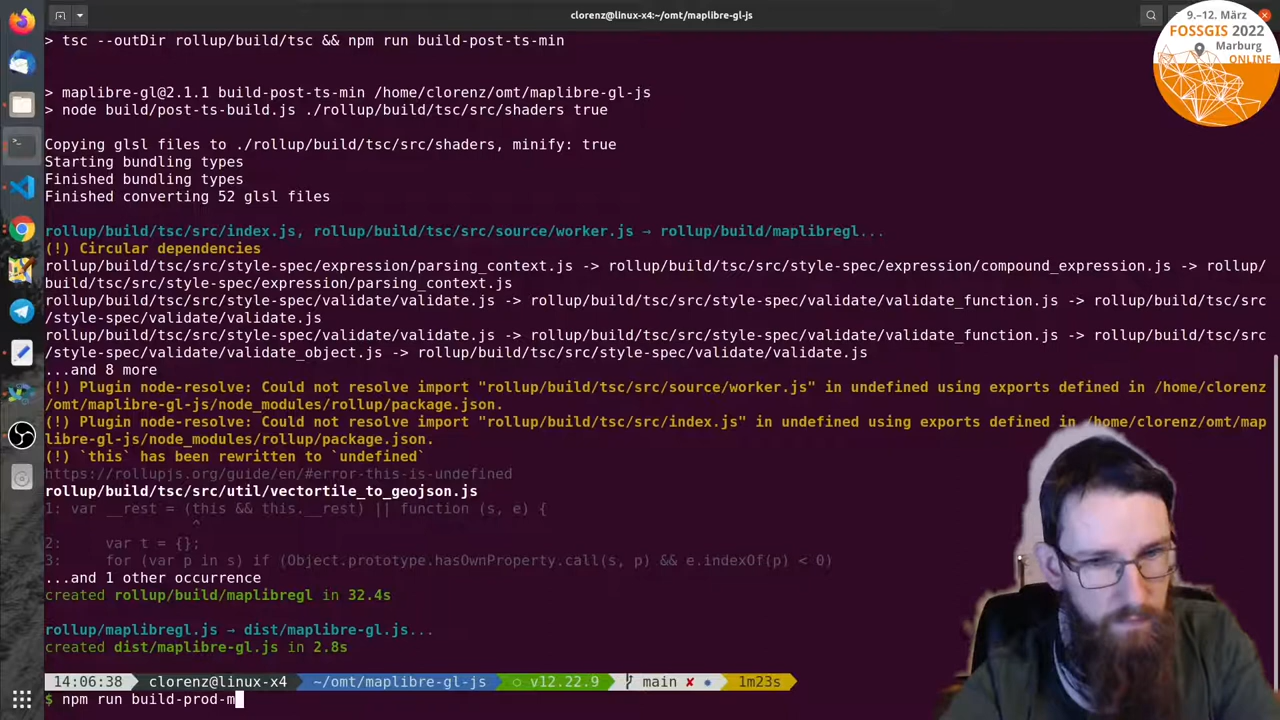 clorenz@linux-x4:~/omt/maplibre-gl-js
9.–12. März
FOSSGIS 2022
Marburg
ONLINE
> tsc --outDir rollup/build/tsc && npm run build-post-ts-min
> maplibre-gl@2.1.1 build-post-ts-min /home/clorenz/omt/maplibre-gl-js
> node build/post-ts-build.js ./rollup/build/tsc/src/shaders true
Copying glsl files to ./rollup/build/tsc/src/shaders, minify: true
Starting bundling types
Finished bundling types
Finished converting 52 glsl files
rollup/build/tsc/src/index.js, rollup/build/tsc/src/source/worker.js → rollup/build/maplibregl...
(!) Circular dependencies
rollup/build/tsc/src/style-spec/expression/parsing_context.js -> rollup/build/tsc/src/style-spec/expression/compound_expression.js -> rollup/
build/tsc/src/style-spec/expression/parsing_context.js
rollup/build/tsc/src/style-spec/validate/validate.js -> rollup/build/tsc/src/style-spec/validate/validate_function.js -> rollup/build/tsc/src
/style-spec/validate/validate.js
rollup/build/tsc/src/style-spec/validate/validate.js -> rollup/build/tsc/src/style-spec/validate/validate_function.js -> rollup/build/tsc/src
/style-spec/validate/validate_object.js -> rollup/build/tsc/src/style-spec/validate/validate.js
...and 8 more
(!) Plugin node-resolve: Could not resolve import "rollup/build/tsc/src/source/worker.js" in undefined using exports defined in /home/clorenz
/omt/maplibre-gl-js/node_modules/rollup/package.json.
(!) Plugin node-resolve: Could not resolve import "rollup/build/tsc/src/index.js" in undefined using exports defined in /home/clorenz/omt/map
libre-gl-js/node_modules/rollup/package.json.
(!) `this` has been rewritten to `undefined`
https://rollupjs.org/guide/en/#error-this-is-undefined
rollup/build/tsc/src/util/vectortile_to_geojson.js
1: var __rest = (this && this.__rest) || function (s, e) {
^
2:     var t = {};
3:     for (var p in s) if (Object.prototype.hasOwnProperty.call(s, p) && e.indexOf(p) < 0)
...and 1 other occurrence
created rollup/build/maplibregl in 32.4s
rollup/maplibregl.js → dist/maplibre-gl.js...
created dist/maplibre-gl.js in 2.8s
14:06:38 clorenz@linux-x4 ~/omt/maplibre-gl-js v12.22.9 main ✘ 1m23s
$ npm run build-prod-m